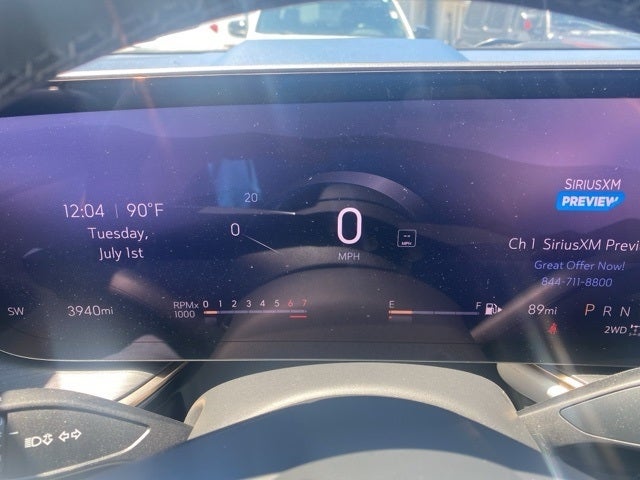 SIRIUSXM
PREVIEW
20
12:04 | 90°F
0
0
MPH
--
MPH
Tuesday,
July 1st
Ch 1 SiriusXM Previ
Great Offer Now!
844-711-8800
SW
3940mi
RPMx
1000
0 1 2 3 4 5 6 7
E F
89mi
P R N
2WD